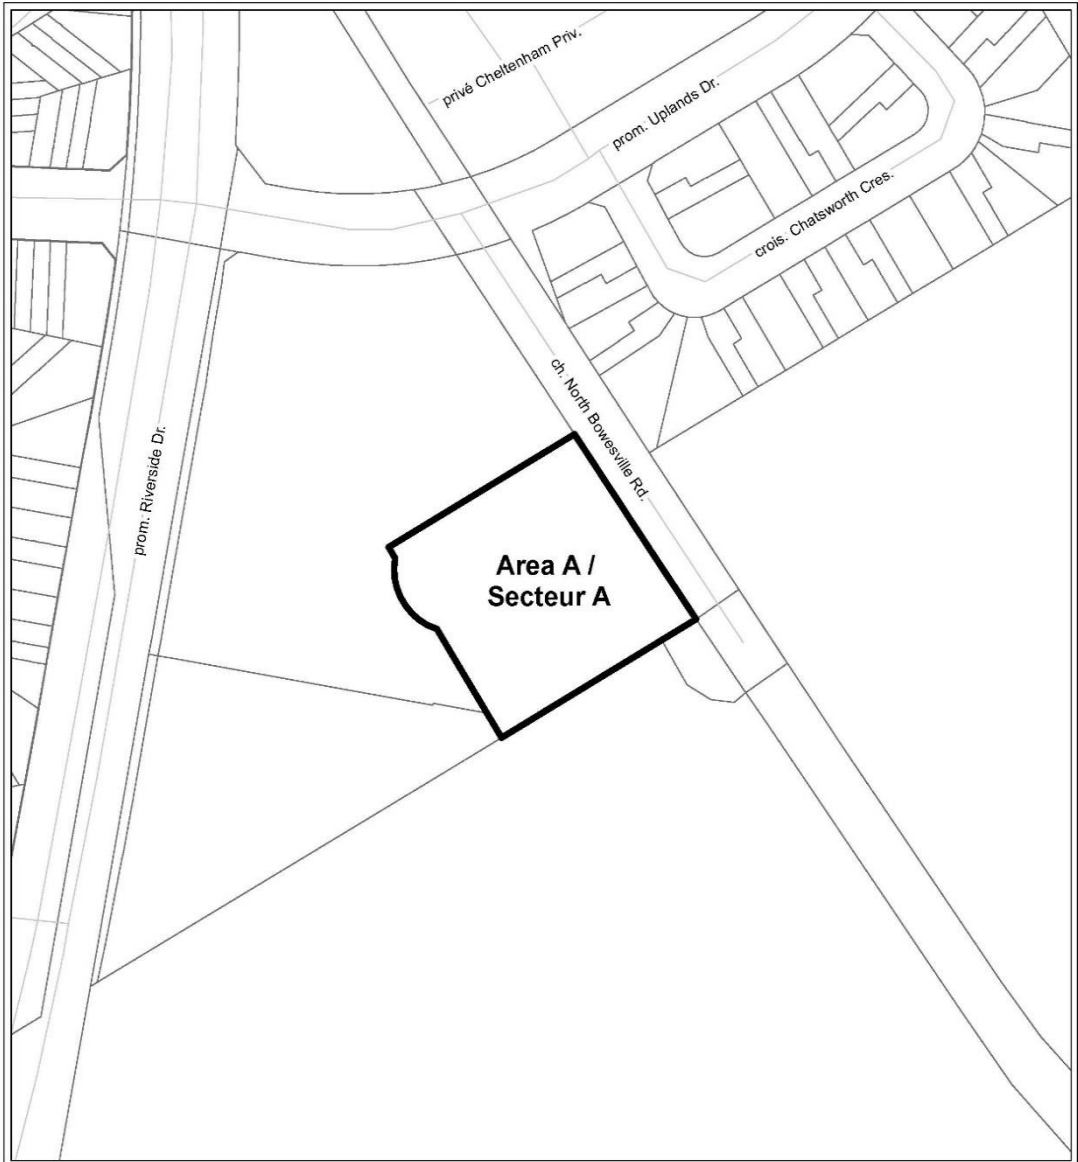 privé Cheltenham Priv.
prom. Uplands Dr.
crois. Chatsworth Cres.
ch. North Bowesville Rd.
prom. Riverside Dr.
Area A /
Secteur A